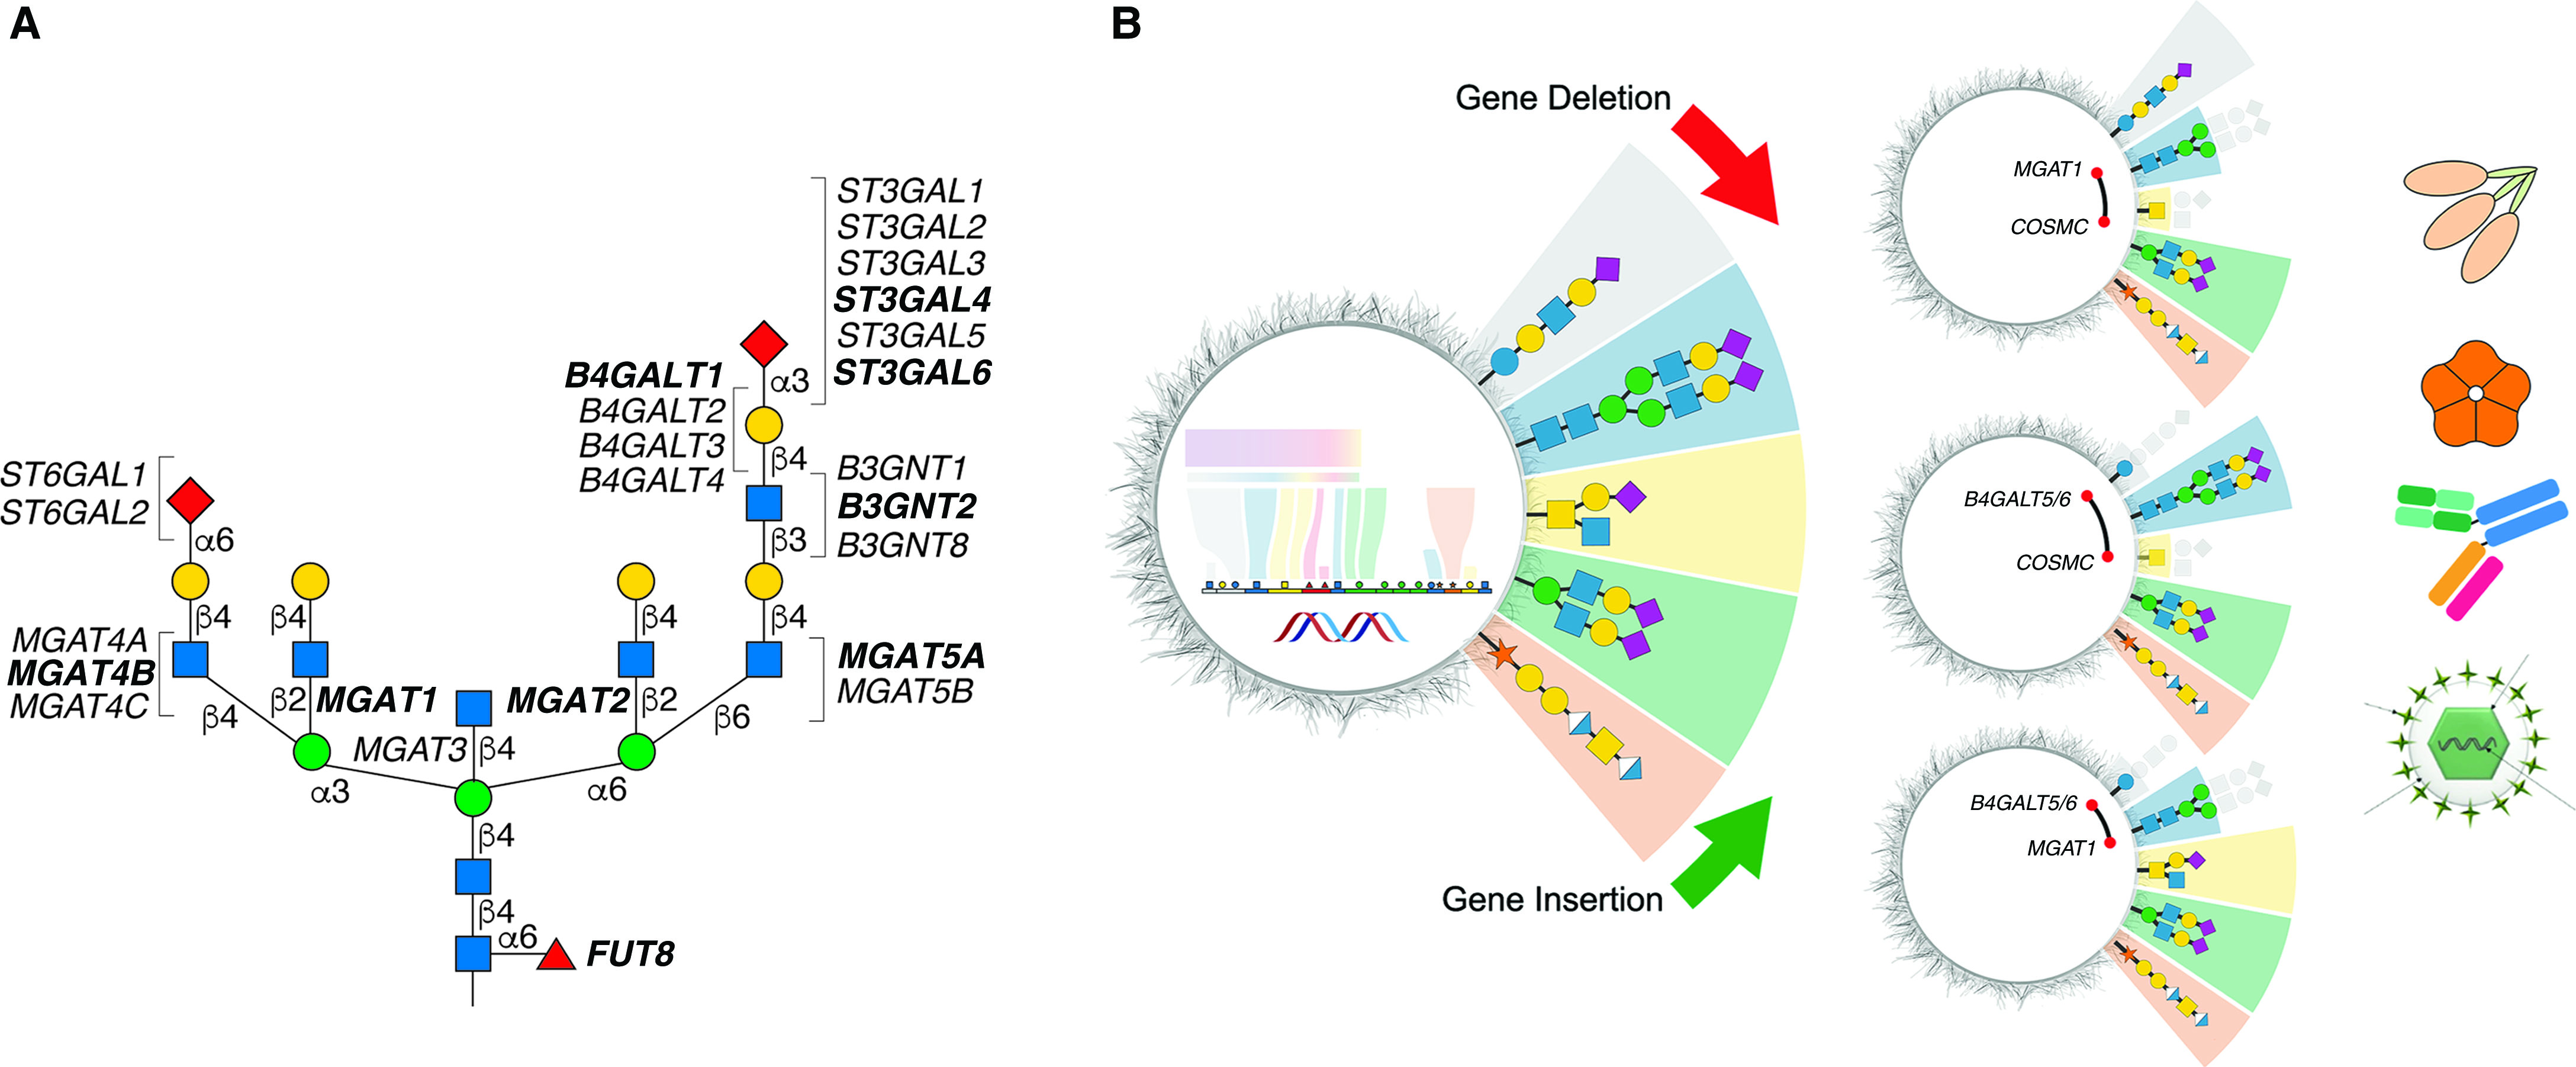 A
ST3GAL1
ST3GAL2
ST3GAL3
ST3GAL4
ST3GAL5
ST3GAL6
α3
B4GALT1
B4GALT2
B4GALT3
B4GALT4
β4
B3GNT1
B3GNT2
B3GNT8
β3
ST6GAL1
ST6GAL2
α6
β4
β4
β4
β4
MGAT4A
MGAT4B
MGAT4C
β4
β2
MGAT1
MGAT2
β2
β6
MGAT5A
MGAT5B
MGAT3
β4
α3
α6
β4
β4
α6
FUT8
B
Gene Deletion
Gene Insertion
MGAT1
COSMC
B4GALT5/6
COSMC
B4GALT5/6
MGAT1